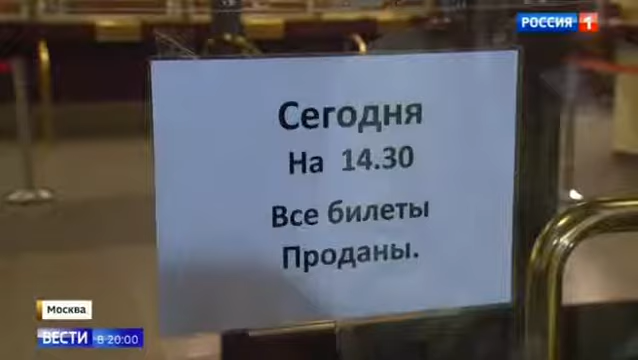 РОССИЯ 1
Сегодня
На 14.30
Все билеты
Проданы.
Москва
ВЕСТИ в 20:00